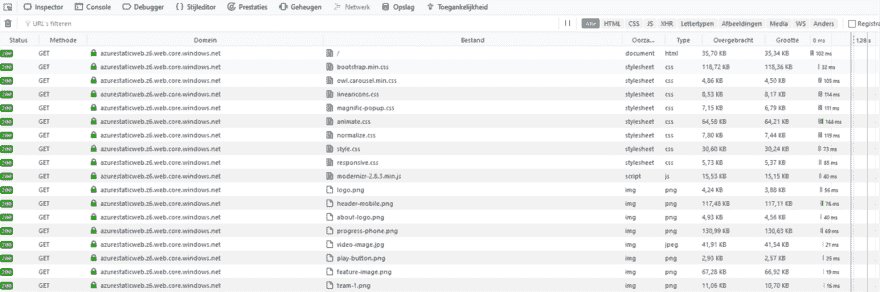 Inspector Console Debugger Stijleditor Prestaties Geheugen Netwerk Opslag Toegankelijkheid
URL's filteren Alle HTML CSS JS XHR Lettertypen Afbeeldingen Media WS Anders Registra
Status Methode Domein Bestand Oorza... Type Overgebracht Grootte 0 ms 1,28 s
200 GET azurestaticweb.z6.web.core.windows.net / document html 35,70 KB 35,34 KB 102 ms
200 GET azurestaticweb.z6.web.core.windows.net bootstrap.min.css stylesheet css 118,72 KB 118,36 KB 32 ms
200 GET azurestaticweb.z6.web.core.windows.net owl.carousel.min.css stylesheet css 4,86 KB 4,50 KB 105 ms
200 GET azurestaticweb.z6.web.core.windows.net linearicons.css stylesheet css 8,53 KB 8,17 KB 114 ms
200 GET azurestaticweb.z6.web.core.windows.net magnific-popup.css stylesheet css 7,15 KB 6,79 KB 111 ms
200 GET azurestaticweb.z6.web.core.windows.net animate.css stylesheet css 64,58 KB 64,21 KB 164 ms
200 GET azurestaticweb.z6.web.core.windows.net normalize.css stylesheet css 7,80 KB 7,44 KB 119 ms
200 GET azurestaticweb.z6.web.core.windows.net style.css stylesheet css 30,60 KB 30,24 KB 73 ms
200 GET azurestaticweb.z6.web.core.windows.net responsive.css stylesheet css 5,73 KB 5,37 KB 85 ms
200 GET azurestaticweb.z6.web.core.windows.net modernizr-2.8.3.min.js script js 15,53 KB 15,15 KB 40 ms
200 GET azurestaticweb.z6.web.core.windows.net logo.png img png 4,24 KB 3,88 KB 96 ms
200 GET azurestaticweb.z6.web.core.windows.net header-mobile.png img png 117,48 KB 117,11 KB 76 ms
200 GET azurestaticweb.z6.web.core.windows.net about-logo.png img png 4,93 KB 4,56 KB 40 ms
200 GET azurestaticweb.z6.web.core.windows.net progress-phone.png img png 130,99 KB 130,63 KB 69 ms
200 GET azurestaticweb.z6.web.core.windows.net video-image.jpg img jpeg 41,91 KB 41,54 KB 21 ms
200 GET azurestaticweb.z6.web.core.windows.net play-button.png img png 2,93 KB 2,57 KB 25 ms
200 GET azurestaticweb.z6.web.core.windows.net feature-image.png img png 67,28 KB 66,92 KB 19 ms
200 GET azurestaticweb.z6.web.core.windows.net team-1.png img png 11,06 KB 10,70 KB 16 ms